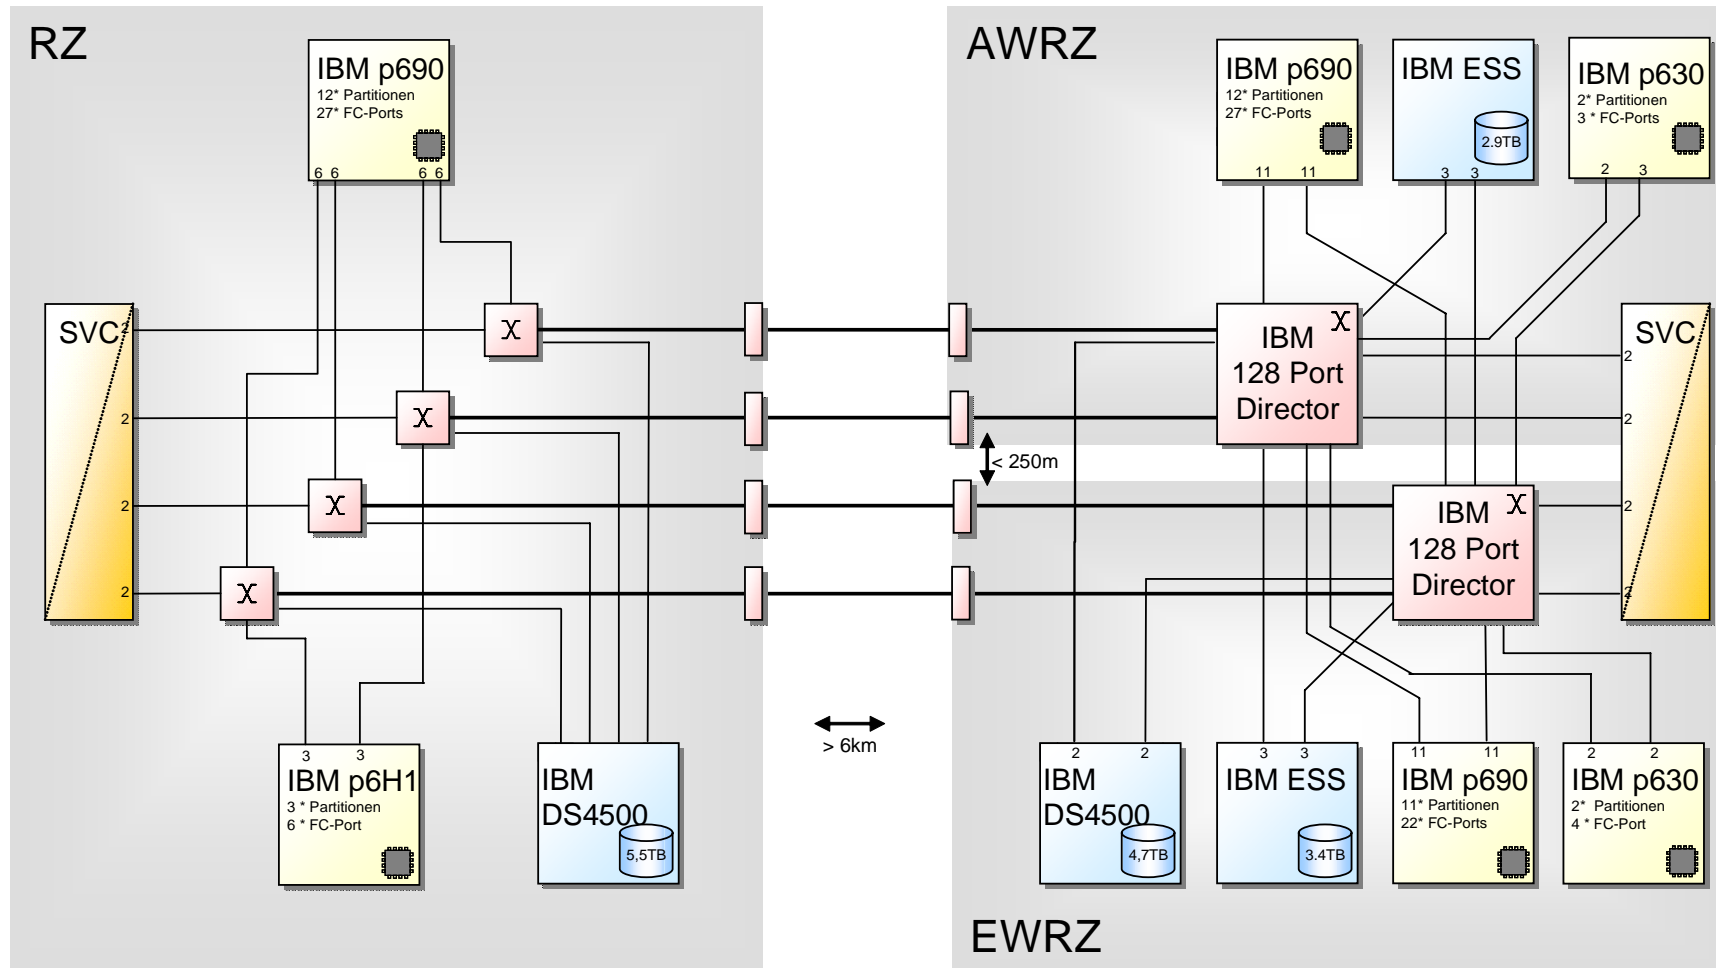 RZ
IBM p690
12* Partitionen
27* FC-Ports
6 6 6 6
SVC
2
2
2
2
3 3
IBM p6H1
3 * Partitionen
6 * FC-Port
IBM
DS4500
5,5TB
> 6km
AWRZ
IBM p690
12* Partitionen
27* FC-Ports
11 11
IBM ESS
2.9TB
3 3
IBM p630
2* Partitionen
3 * FC-Ports
2 3
IBM
128 Port
Director
SVC
2
2
2
2
< 250m
IBM
128 Port
Director
2 2
IBM
DS4500
4,7TB
3 3
IBM ESS
3.4TB
11 11
IBM p690
11* Partitionen
22* FC-Ports
2 2
IBM p630
2* Partitionen
4 * FC-Port
EWRZ